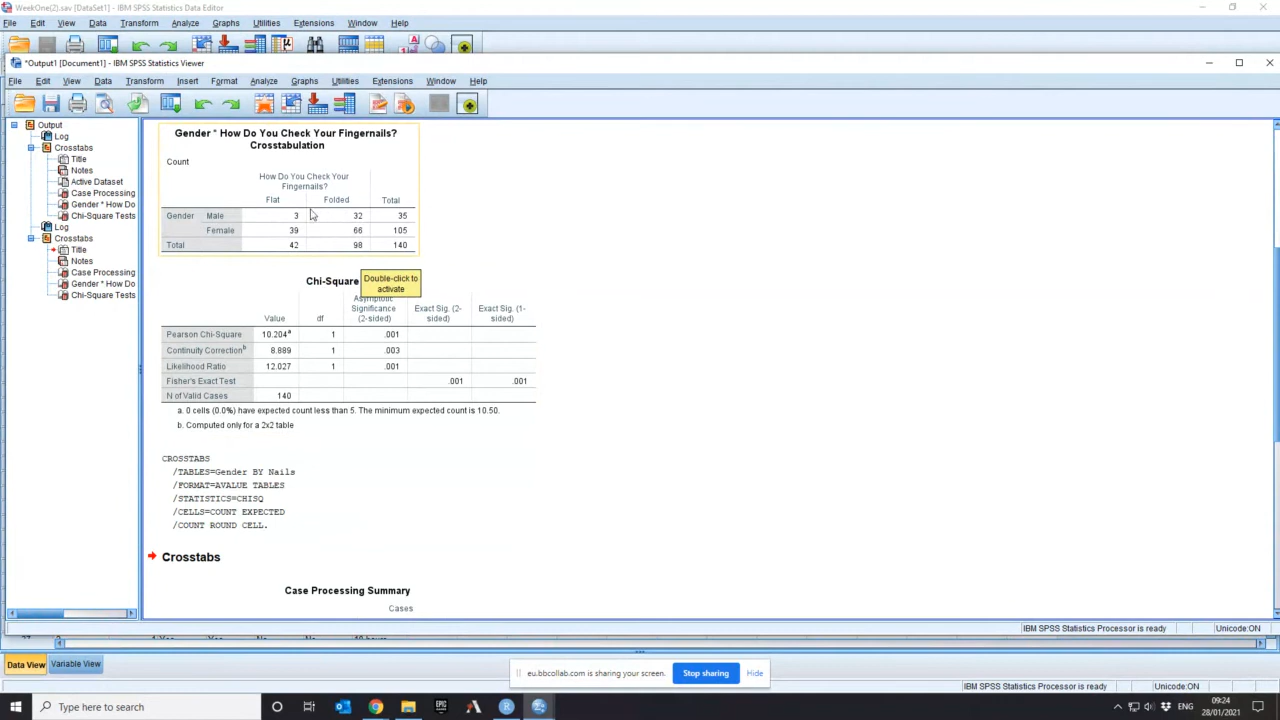 WeekOne(2).sav [DataSet1] - IBM SPSS Statistics Data Editor
File Edit View Data Transform Analyze Graphs Utilities Extensions Window Help
*Output1 [Document1] - IBM SPSS Statistics Viewer
File Edit View Data Transform Insert Format Analyze Graphs Utilities Extensions Window Help
Output
Log
Crosstabs
Title
Notes
Active Dataset
Case Processing
Gender * How Do
Chi-Square Tests
Log
Crosstabs
Title
Notes
Case Processing
Gender * How Do
Chi-Square Tests
Gender * How Do You Check Your Fingernails?
Crosstabulation
Count
How Do You Check Your
Fingernails?
Flat Folded Total
Gender Male 3 32 35
Female 39 66 105
Total 42 98 140
Chi-Square
Double-click to
activate
Asymptotic
Significance
(2-sided)
Exact Sig. (2-
sided)
Exact Sig. (1-
sided)
Value df
Pearson Chi-Square 10.204a 1 .001
Continuity Correctionb 8.889 1 .003
Likelihood Ratio 12.027 1 .001
Fisher's Exact Test .001 .001
N of Valid Cases 140
a. 0 cells (0.0%) have expected count less than 5. The minimum expected count is 10.50.
b. Computed only for a 2x2 table
CROSSTABS
/TABLES=Gender BY Nails
/FORMAT=AVALUE TABLES
/STATISTICS=CHISQ
/CELLS=COUNT EXPECTED
/COUNT ROUND CELL.
Crosstabs
Case Processing Summary
Cases
IBM SPSS Statistics Processor is ready Unicode:ON
Data View Variable View
eu.bbcollab.com is sharing your screen. Stop sharing Hide
IBM SPSS Statistics Processor is ready Unicode:ON
Type here to search
EPIC
R
ENG
09:24
28/01/2021